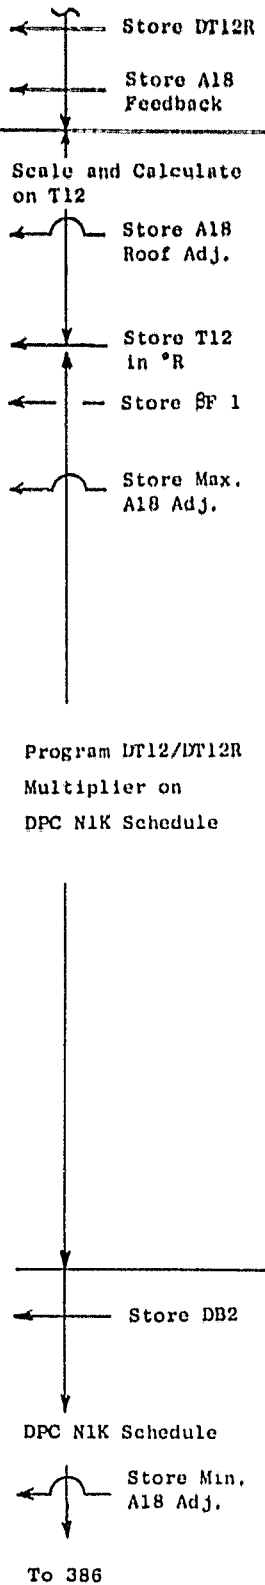 Store DT12R
Store A18
Feedback
Scale and Calculate
on T12
Store A18
Roof Adj.
Store T12
in °R
Store βF 1
Store Max.
A18 Adj.
Program DT12/DT12R
Multiplier on
DPC N1K Schedule
Store DB2
DPC N1K Schedule
Store Min.
A18 Adj.
To 386